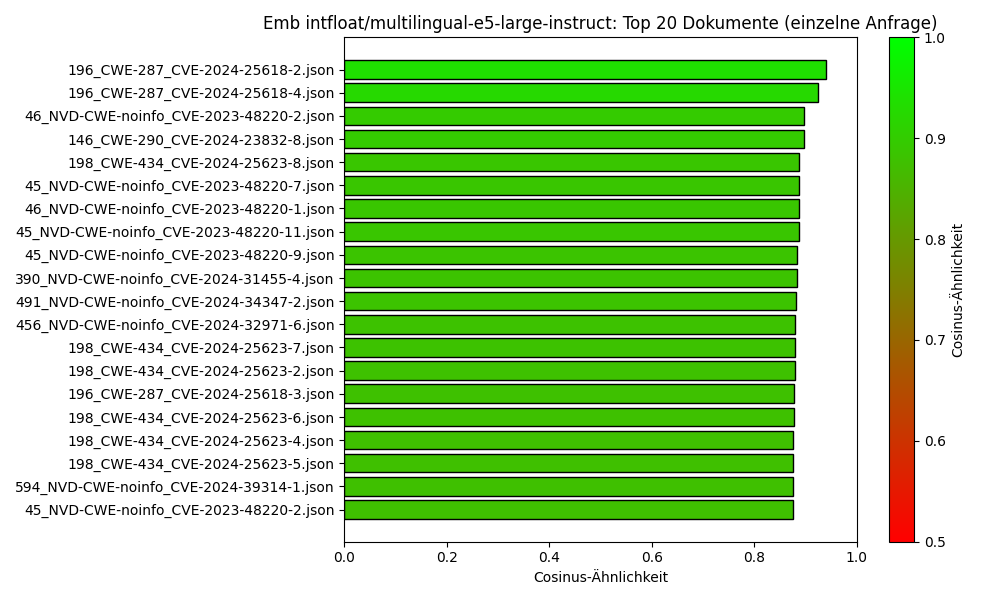 Emb intfloat/multilingual-e5-large-instruct: Top 20 Dokumente (einzelne Anfrage)
196_CWE-287_CVE-2024-25618-2.json
196_CWE-287_CVE-2024-25618-4.json
46_NVD-CWE-noinfo_CVE-2023-48220-2.json
146_CWE-290_CVE-2024-23832-8.json
198_CWE-434_CVE-2024-25623-8.json
45_NVD-CWE-noinfo_CVE-2023-48220-7.json
46_NVD-CWE-noinfo_CVE-2023-48220-1.json
45_NVD-CWE-noinfo_CVE-2023-48220-11.json
45_NVD-CWE-noinfo_CVE-2023-48220-9.json
390_NVD-CWE-noinfo_CVE-2024-31455-4.json
491_NVD-CWE-noinfo_CVE-2024-34347-2.json
456_NVD-CWE-noinfo_CVE-2024-32971-6.json
198_CWE-434_CVE-2024-25623-7.json
198_CWE-434_CVE-2024-25623-2.json
196_CWE-287_CVE-2024-25618-3.json
198_CWE-434_CVE-2024-25623-6.json
198_CWE-434_CVE-2024-25623-4.json
198_CWE-434_CVE-2024-25623-5.json
594_NVD-CWE-noinfo_CVE-2024-39314-1.json
45_NVD-CWE-noinfo_CVE-2023-48220-2.json
0.0 0.2 0.4 0.6 0.8 1.0
Cosinus-Ähnlichkeit
1.0
0.9
0.8
0.7
0.6
0.5
Cosinus-Ähnlichkeit